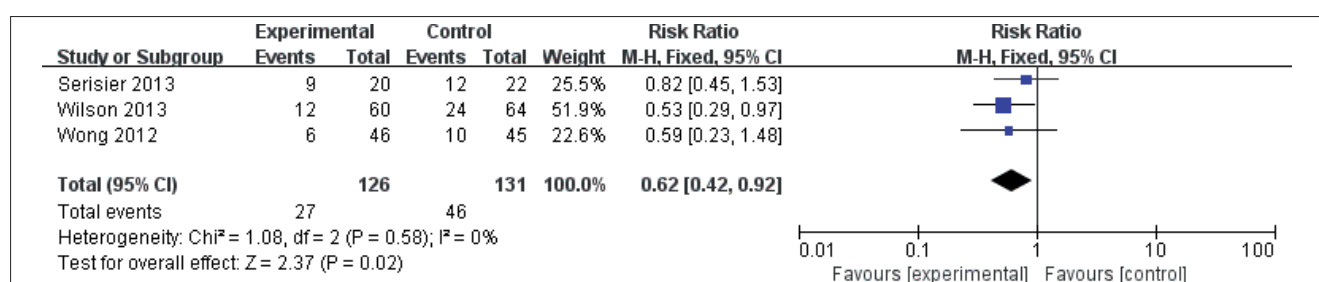 Experimental Control Risk Ratio Risk Ratio
Study or Subgroup Events Total Events Total Weight M-H, Fixed, 95% CI M-H, Fixed, 95% CI
Serisier 2013 9 20 12 22 25.5% 0.82 [0.45, 1.53]
Wilson 2013 12 60 24 64 51.9% 0.53 [0.29, 0.97]
Wong 2012 6 46 10 45 22.6% 0.59 [0.23, 1.48]
Total (95% CI) 126 131 100.0% 0.62 [0.42, 0.92]
Total events 27 46
Heterogeneity: Chi² = 1.08, df = 2 (P = 0.58); I² = 0%
Test for overall effect: Z = 2.37 (P = 0.02)
0.01 0.1 1 10 100
Favours [experimental] Favours [control]